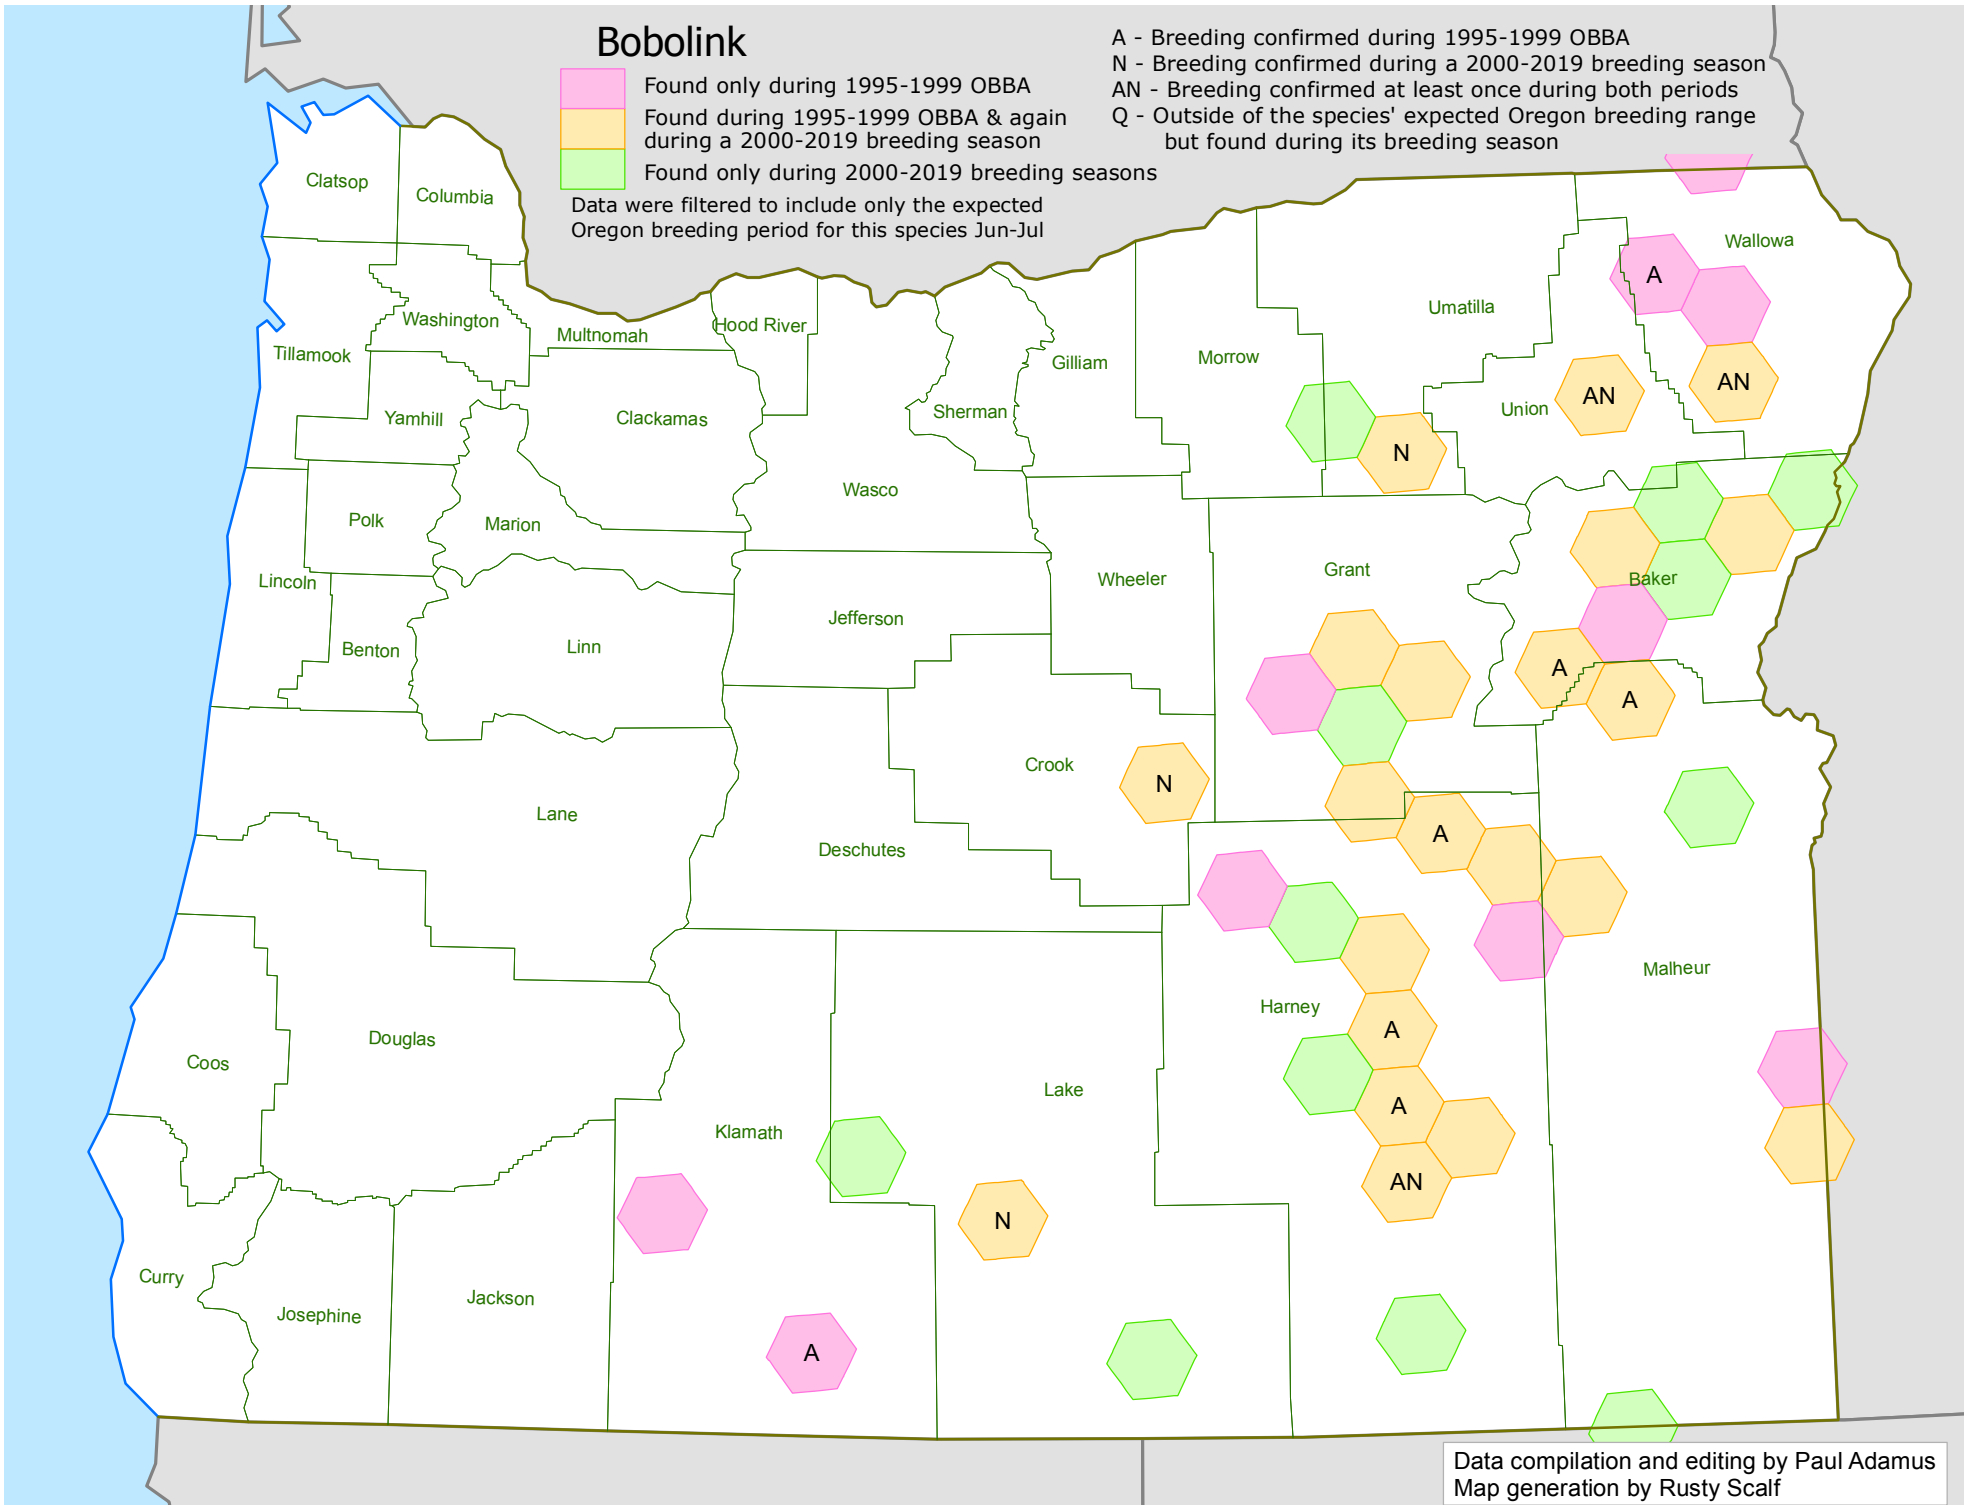 Bobolink
Found only during 1995-1999 OBBA
Found during 1995-1999 OBBA & again
during a 2000-2019 breeding season
Found only during 2000-2019 breeding seasons
Data were filtered to include only the expected
Oregon breeding period for this species Jun-Jul
A - Breeding confirmed during 1995-1999 OBBA
N - Breeding confirmed during a 2000-2019 breeding season
AN - Breeding confirmed at least once during both periods
Q - Outside of the species' expected Oregon breeding range
but found during its breeding season
Clatsop
Columbia
Wallowa
A
Washington
Multnomah
Hood River
Umatilla
Tillamook
Gilliam
Morrow
AN
AN
Yamhill
Clackamas
Sherman
Union
N
Wasco
Polk
Marion
Lincoln
Wheeler
Grant
Baker
Jefferson
Benton
Linn
A
A
Crook
N
Lane
Deschutes
A
Malheur
Harney
A
Coos
Douglas
Lake
A
Klamath
AN
N
Curry
Jackson
Josephine
A
Data compilation and editing by Paul Adamus
Map generation by Rusty Scalf